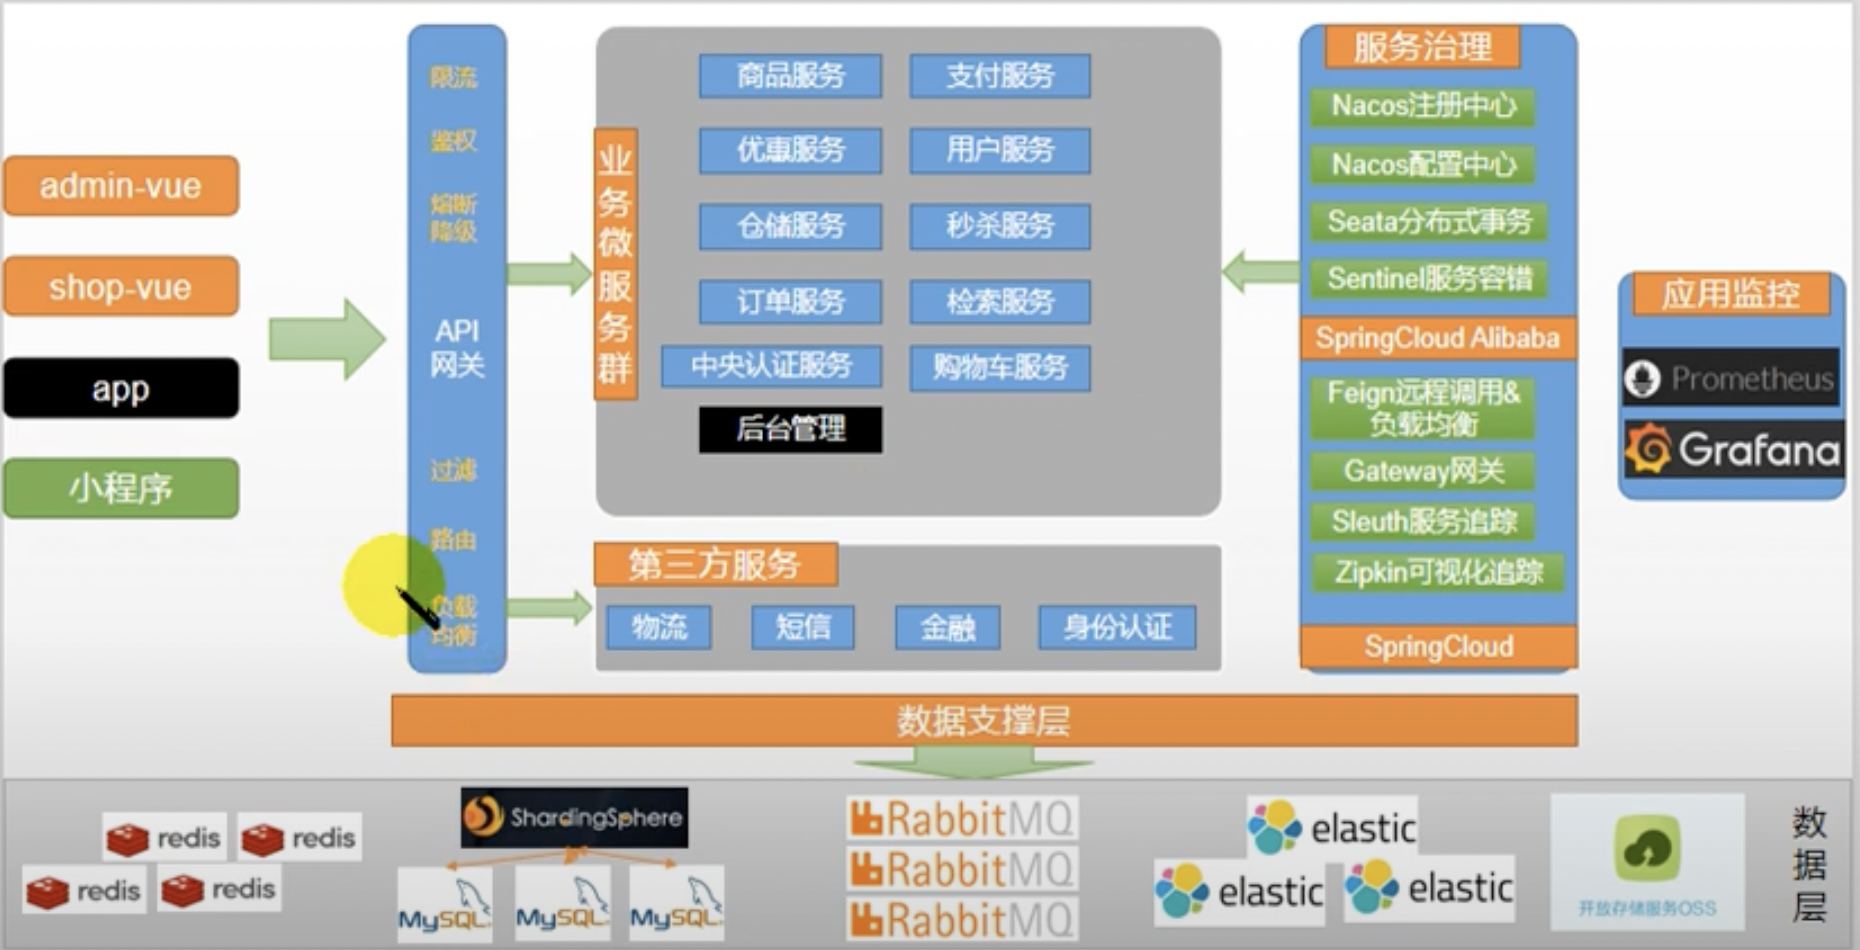 admin-vue
shop-vue
app
小程序
限流
鉴权
熔断
降级
API
网关
过滤
路由
负载
均衡
业务微服务群
商品服务
支付服务
优惠服务
用户服务
仓储服务
秒杀服务
订单服务
检索服务
中央认证服务
购物车服务
后台管理
第三方服务
物流
短信
金融
身份认证
服务治理
Nacos注册中心
Nacos配置中心
Seata分布式事务
Sentinel服务容错
SpringCloud Alibaba
Feign远程调用&
负载均衡
Gateway网关
Sleuth服务追踪
Zipkin可视化追踪
SpringCloud
应用监控
Prometheus
Grafana
数据支撑层
redis
redis
redis
redis
ShardingSphere
MySQL
MySQL
MySQL
RabbitMQ
RabbitMQ
RabbitMQ
elastic
elastic
elastic
开放存储服务OSS
数据层